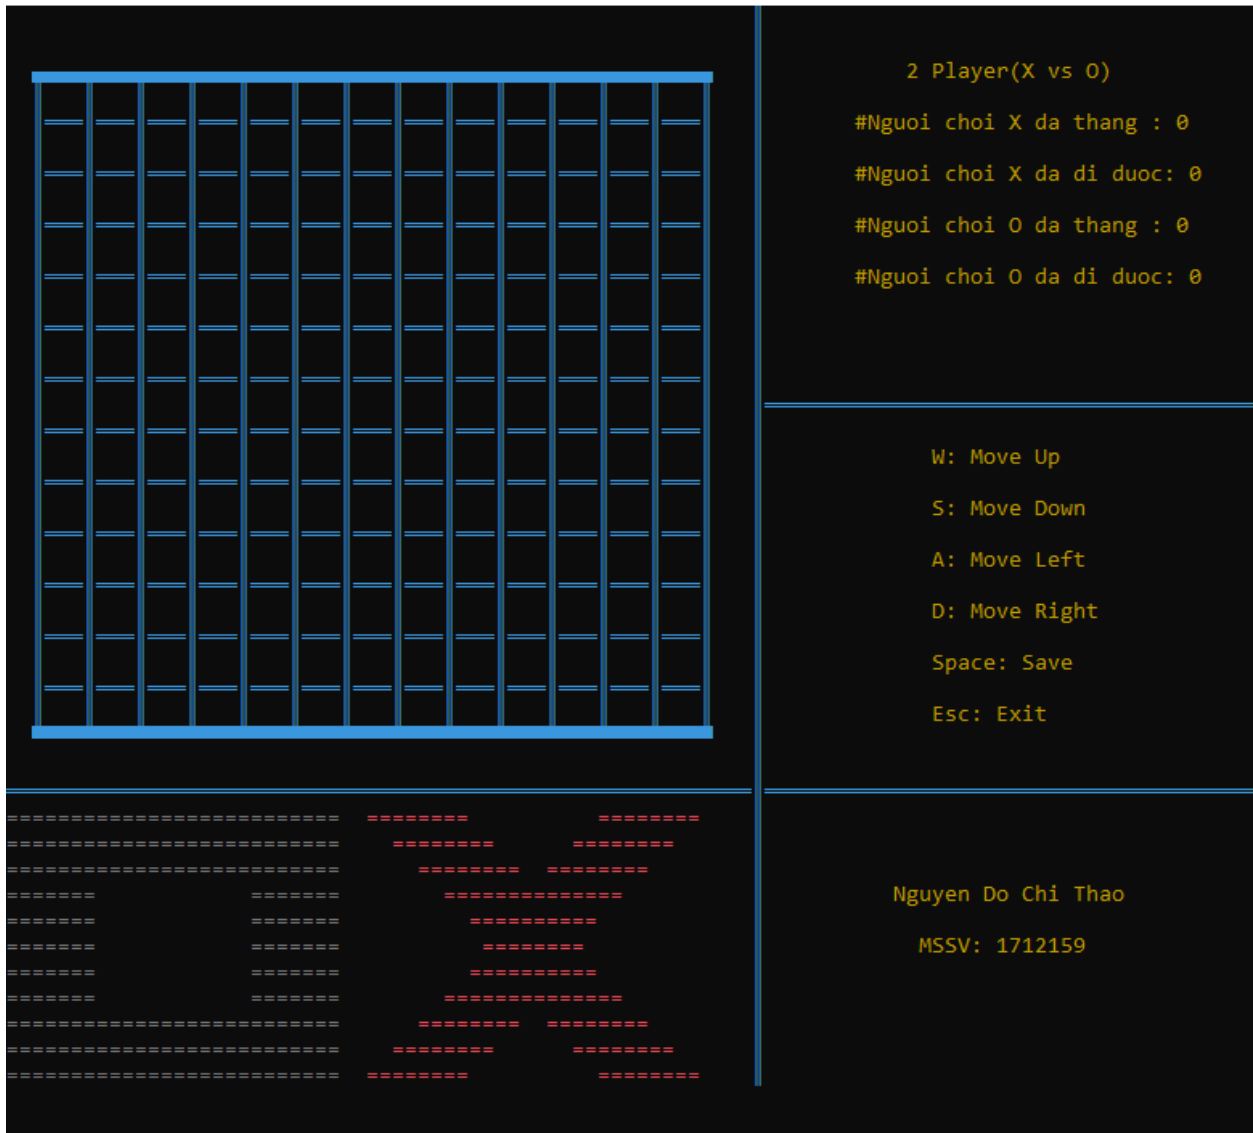 2 Player(X vs O)
#Nguoi choi X da thang : 0
#Nguoi choi X da di duoc: 0
#Nguoi choi O da thang : 0
#Nguoi choi O da di duoc: 0
W: Move Up
S: Move Down
A: Move Left
D: Move Right
Space: Save
Esc: Exit
Nguyen Do Chi Thao
MSSV: 1712159